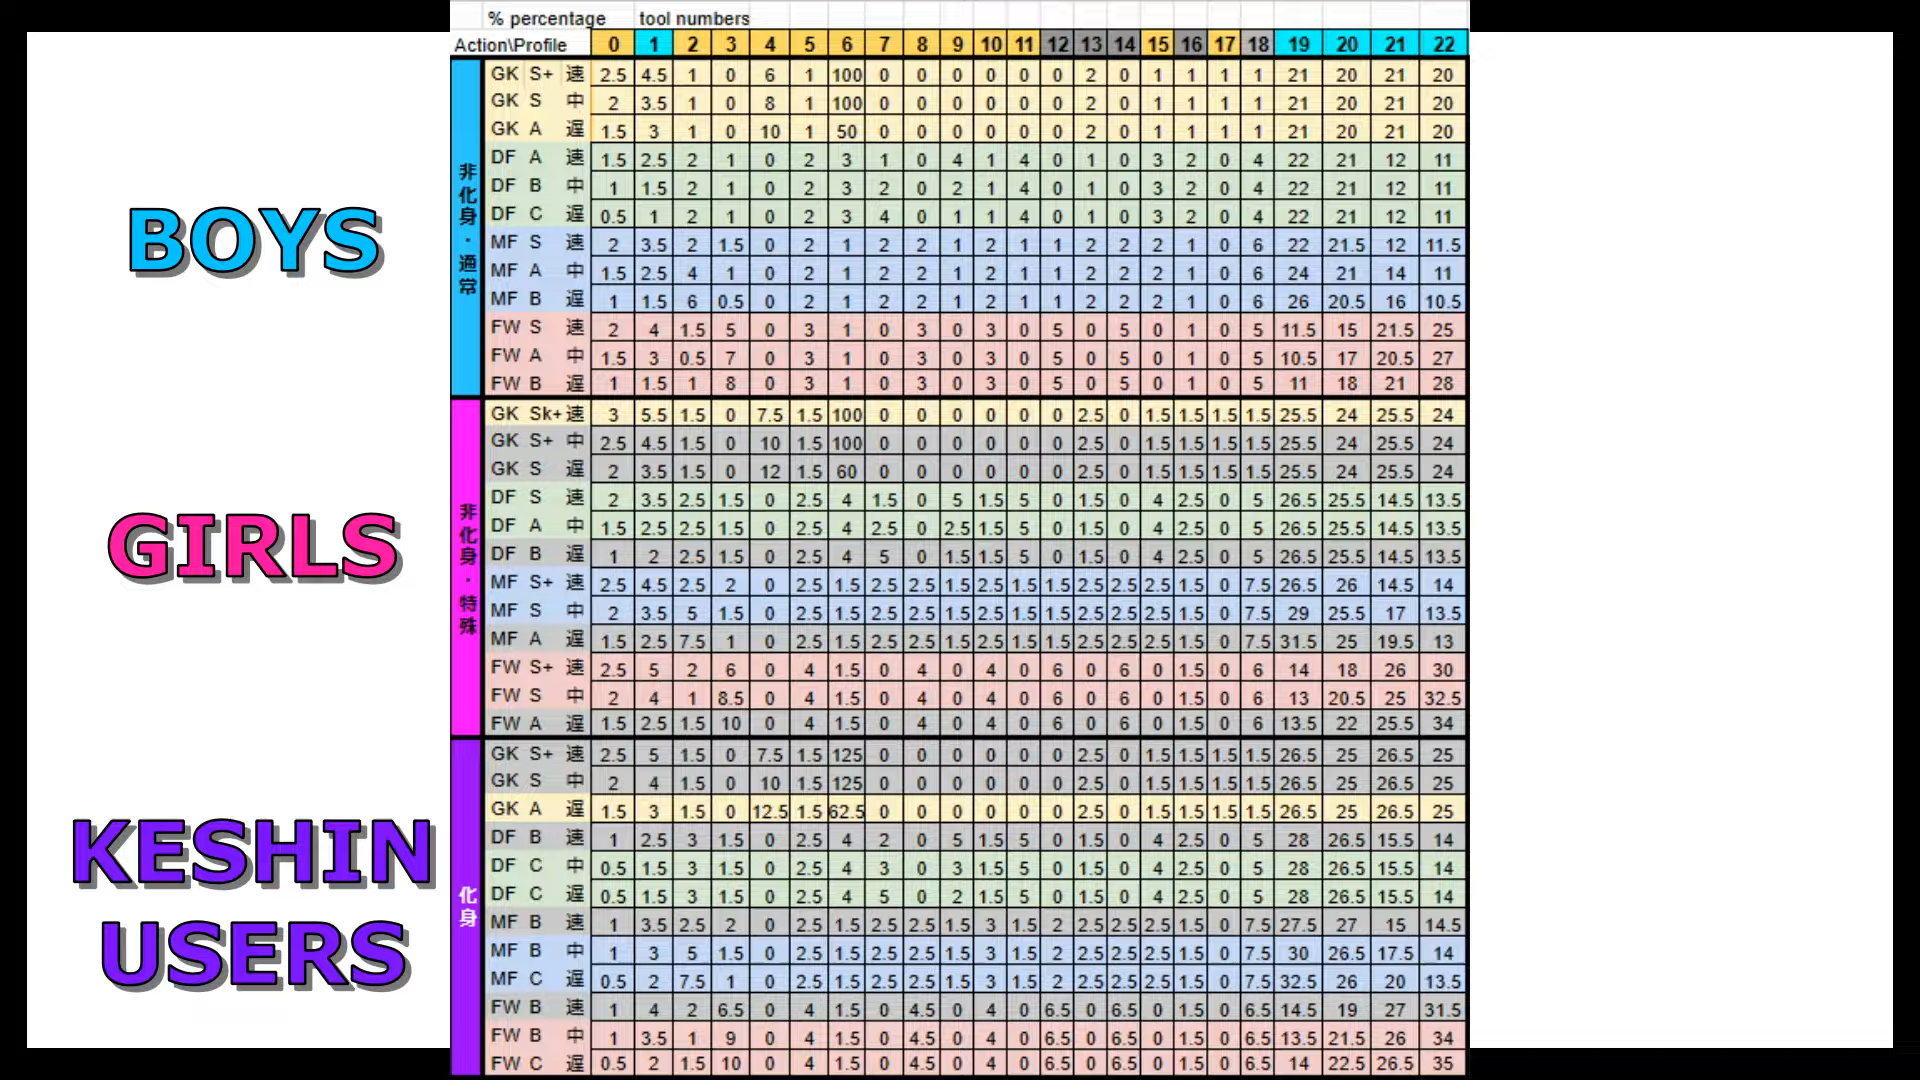 % percentage tool numbers
Action\Profile 0 1 2 3 4 5 6 7 8 9 10 11 12 13 14 15 16 17 18 19 20 21 22
BOYS
非化身・通常
GK S+ 速 2.5 4.5 1 0 6 1 100 0 0 0 0 0 0 2 0 1 1 1 1 21 20 21 20
GK S 中 2 3.5 1 0 8 1 100 0 0 0 0 0 0 2 0 1 1 1 1 21 20 21 20
GK A 遅 1.5 3 1 0 10 1 50 0 0 0 0 0 0 2 0 1 1 1 1 21 20 21 20
DF A 速 1.5 2.5 2 1 0 2 3 1 0 4 1 4 0 1 0 3 2 0 4 22 21 12 11
DF B 中 1 1.5 2 1 0 2 3 2 0 2 1 4 0 1 0 3 2 0 4 22 21 12 11
DF C 遅 0.5 1 2 1 0 2 3 4 0 1 1 4 0 1 0 3 2 0 4 22 21 12 11
MF S 速 2 3.5 2 1.5 0 2 1 2 2 1 2 1 1 2 2 2 1 0 6 22 21.5 12 11.5
MF A 中 1.5 2.5 4 1 0 2 1 2 2 1 2 1 1 2 2 2 1 0 6 24 21 14 11
MF B 遅 1 1.5 6 0.5 0 2 1 2 2 1 2 1 1 2 2 2 1 0 6 26 20.5 16 10.5
FW S 速 2 4 1.5 5 0 3 1 0 3 0 3 0 5 0 5 0 1 0 5 11.5 15 21.5 25
FW A 中 1.5 3 0.5 7 0 3 1 0 3 0 3 0 5 0 5 0 1 0 5 10.5 17 20.5 27
FW B 遅 1 1.5 1 8 0 3 1 0 3 0 3 0 5 0 5 0 1 0 5 11 18 21 28
GIRLS
非化身・特殊
GK Sk+ 速 3 5.5 1.5 0 7.5 1.5 100 0 0 0 0 0 0 2.5 0 1.5 1.5 1.5 1.5 25.5 24 25.5 24
GK S+ 中 2.5 4.5 1.5 0 10 1.5 100 0 0 0 0 0 0 2.5 0 1.5 1.5 1.5 1.5 25.5 24 25.5 24
GK S 遅 2 3.5 1.5 0 12 1.5 60 0 0 0 0 0 0 2.5 0 1.5 1.5 1.5 1.5 25.5 24 25.5 24
DF S 速 2 3.5 2.5 1.5 0 2.5 4 1.5 0 5 1.5 5 0 1.5 0 4 2.5 0 5 26.5 25.5 14.5 13.5
DF A 中 1.5 2.5 2.5 1.5 0 2.5 4 2.5 0 2.5 1.5 5 0 1.5 0 4 2.5 0 5 26.5 25.5 14.5 13.5
DF B 遅 1 2 2.5 1.5 0 2.5 4 5 0 1.5 1.5 5 0 1.5 0 4 2.5 0 5 26.5 25.5 14.5 13.5
MF S+ 速 2.5 4.5 2.5 2 0 2.5 1.5 2.5 2.5 1.5 2.5 1.5 1.5 2.5 2.5 2.5 1.5 0 7.5 26.5 26 14.5 14
MF S 中 2 3.5 5 1.5 0 2.5 1.5 2.5 2.5 1.5 2.5 1.5 1.5 2.5 2.5 2.5 1.5 0 7.5 29 25.5 17 13.5
MF A 遅 1.5 2.5 7.5 1 0 2.5 1.5 2.5 2.5 1.5 2.5 1.5 1.5 2.5 2.5 2.5 1.5 0 7.5 31.5 25 19.5 13
FW S+ 速 2.5 5 2 6 0 4 1.5 0 4 0 4 0 6 0 6 0 1.5 0 6 14 18 26 30
FW S 中 2 4 1 8.5 0 4 1.5 0 4 0 4 0 6 0 6 0 1.5 0 6 13 20.5 25 32.5
FW A 遅 1.5 2.5 1.5 10 0 4 1.5 0 4 0 4 0 6 0 6 0 1.5 0 6 13.5 22 25.5 34
KESHIN
USERS
化身
GK S+ 速 2.5 5 1.5 0 7.5 1.5 125 0 0 0 0 0 0 2.5 0 1.5 1.5 1.5 1.5 26.5 25 26.5 25
GK S 中 2 4 1.5 0 10 1.5 125 0 0 0 0 0 0 2.5 0 1.5 1.5 1.5 1.5 26.5 25 26.5 25
GK A 遅 1.5 3 1.5 0 12.5 1.5 62.5 0 0 0 0 0 0 2.5 0 1.5 1.5 1.5 1.5 26.5 25 26.5 25
DF B 速 1 2.5 3 1.5 0 2.5 4 2 0 5 1.5 5 0 1.5 0 4 2.5 0 5 28 26.5 15.5 14
DF C 中 0.5 1.5 3 1.5 0 2.5 4 3 0 3 1.5 5 0 1.5 0 4 2.5 0 5 28 26.5 15.5 14
DF C 遅 0.5 1.5 3 1.5 0 2.5 4 5 0 2 1.5 5 0 1.5 0 4 2.5 0 5 28 26.5 15.5 14
MF B 速 1 3.5 2.5 2 0 2.5 1.5 2.5 2.5 1.5 3 1.5 2 2.5 2.5 2.5 1.5 0 7.5 27.5 27 15 14.5
MF B 中 1 3 5 1.5 0 2.5 1.5 2.5 2.5 1.5 3 1.5 2 2.5 2.5 2.5 1.5 0 7.5 30 26.5 17.5 14
MF C 遅 0.5 2 7.5 1 0 2.5 1.5 2.5 2.5 1.5 3 1.5 2 2.5 2.5 2.5 1.5 0 7.5 32.5 26 20 13.5
FW B 速 1 4 2 6.5 0 4 1.5 0 4.5 0 4 0 6.5 0 6.5 0 1.5 0 6.5 14.5 19 27 31.5
FW B 中 1 3.5 1 9 0 4 1.5 0 4.5 0 4 0 6.5 0 6.5 0 1.5 0 6.5 13.5 21.5 26 34
FW C 遅 0.5 2 1.5 10 0 4 1.5 0 4.5 0 4 0 6.5 0 6.5 0 1.5 0 6.5 14 22.5 26.5 35